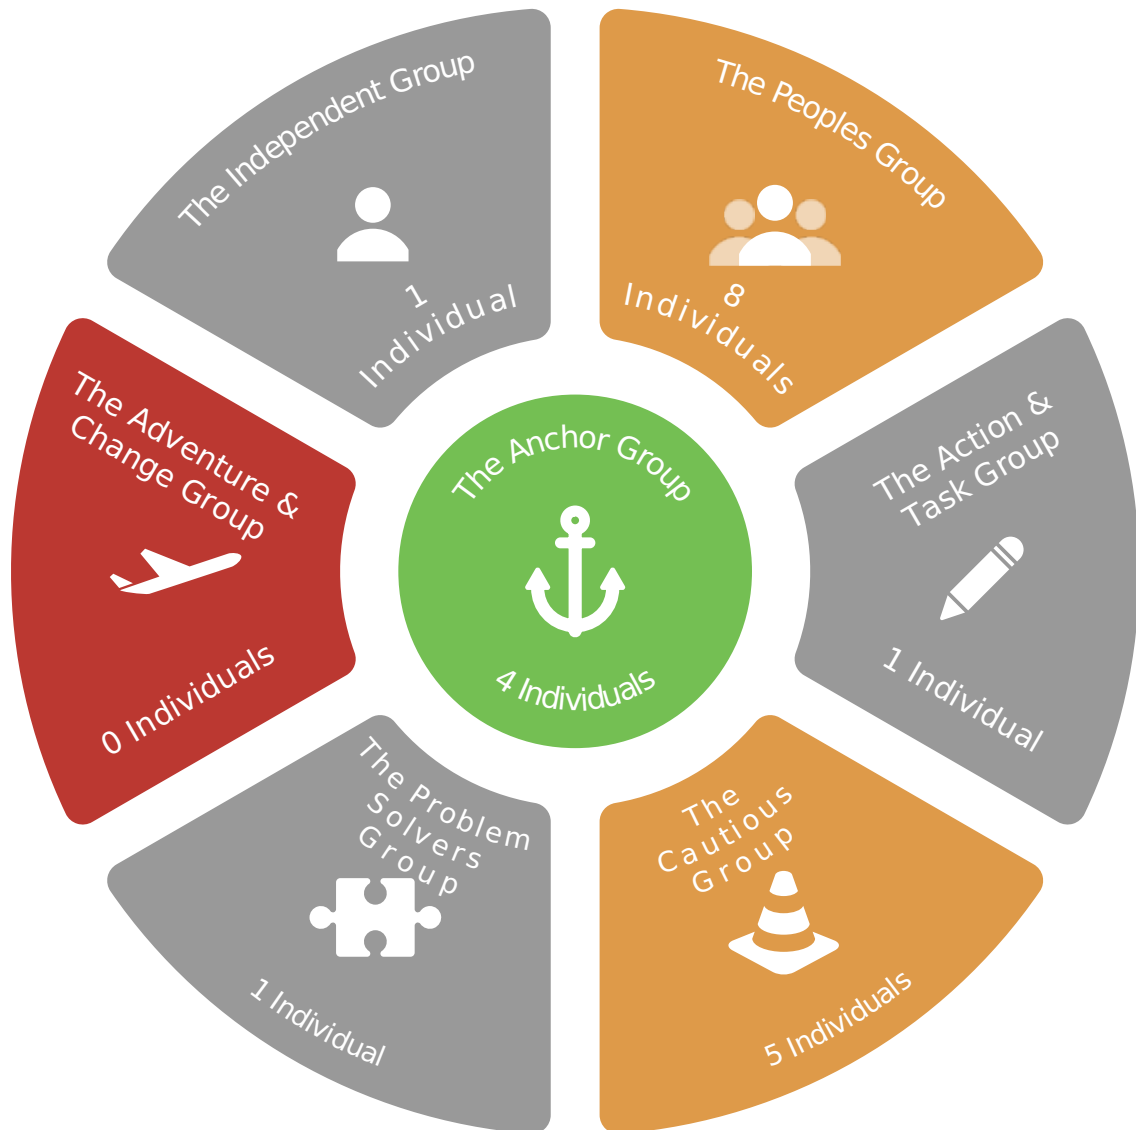 The Independent Group
1
Individual
The Peoples Group
8
Individuals
The Adventure &
Change Group
0 Individuals
The Anchor Group
4 Individuals
The Action &
Task Group
1 Individual
The Problem
Solvers
Group
1 Individual
The
Cautious
Group
5 Individuals